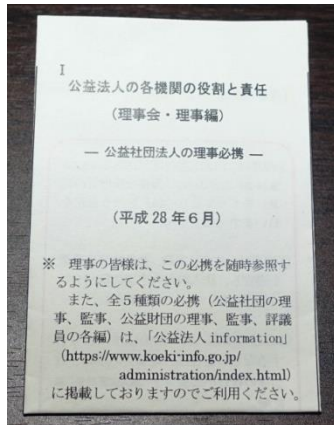 I
公益法人の各機関の役割と責任
(理事会・理事編)
― 公益社団法人の理事必携 ―
(平成 28 年 6 月)
※ 理事の皆様は、この必携を随時参照す
るようにしてください。
また、全 5 種類の必携（公益社団の理
事、監事、公益財団の理事、監事、評議
員の各編）は、「公益法人 information」
(https://www.koeki-info.go.jp/
administration/index.html)
に掲載しておりますのでご利用ください。